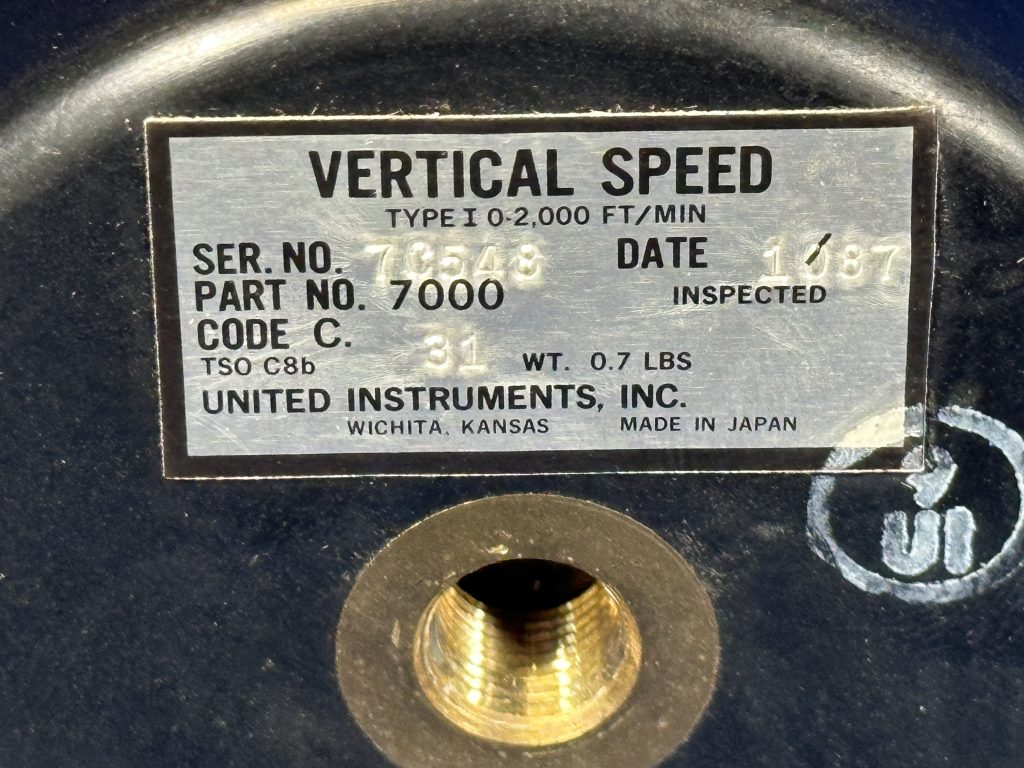 VERTICAL SPEED
TYPE I 0-2,000 FT/MIN
SER. NO. 7C548 DATE 10/87
PART NO. 7000 INSPECTED
CODE C. 31
TSO C8b WT. 0.7 LBS
UNITED INSTRUMENTS, INC.
WICHITA, KANSAS MADE IN JAPAN
UI